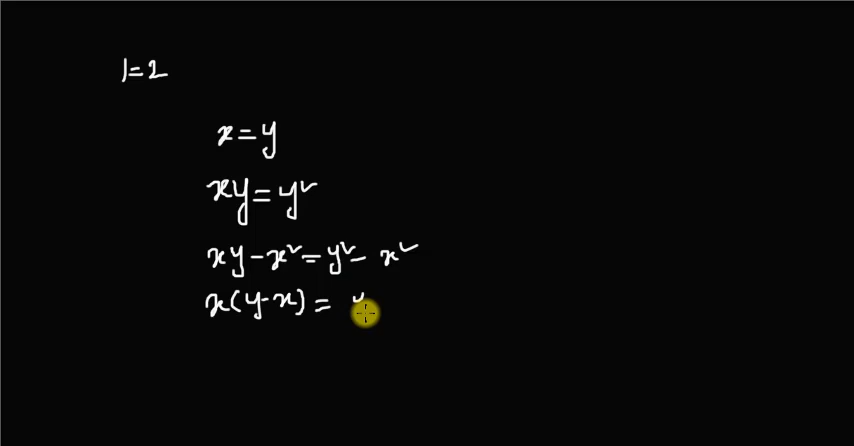 1=2
x=y
xy=y²
xy-x²=y²-x²
x(y-x)=